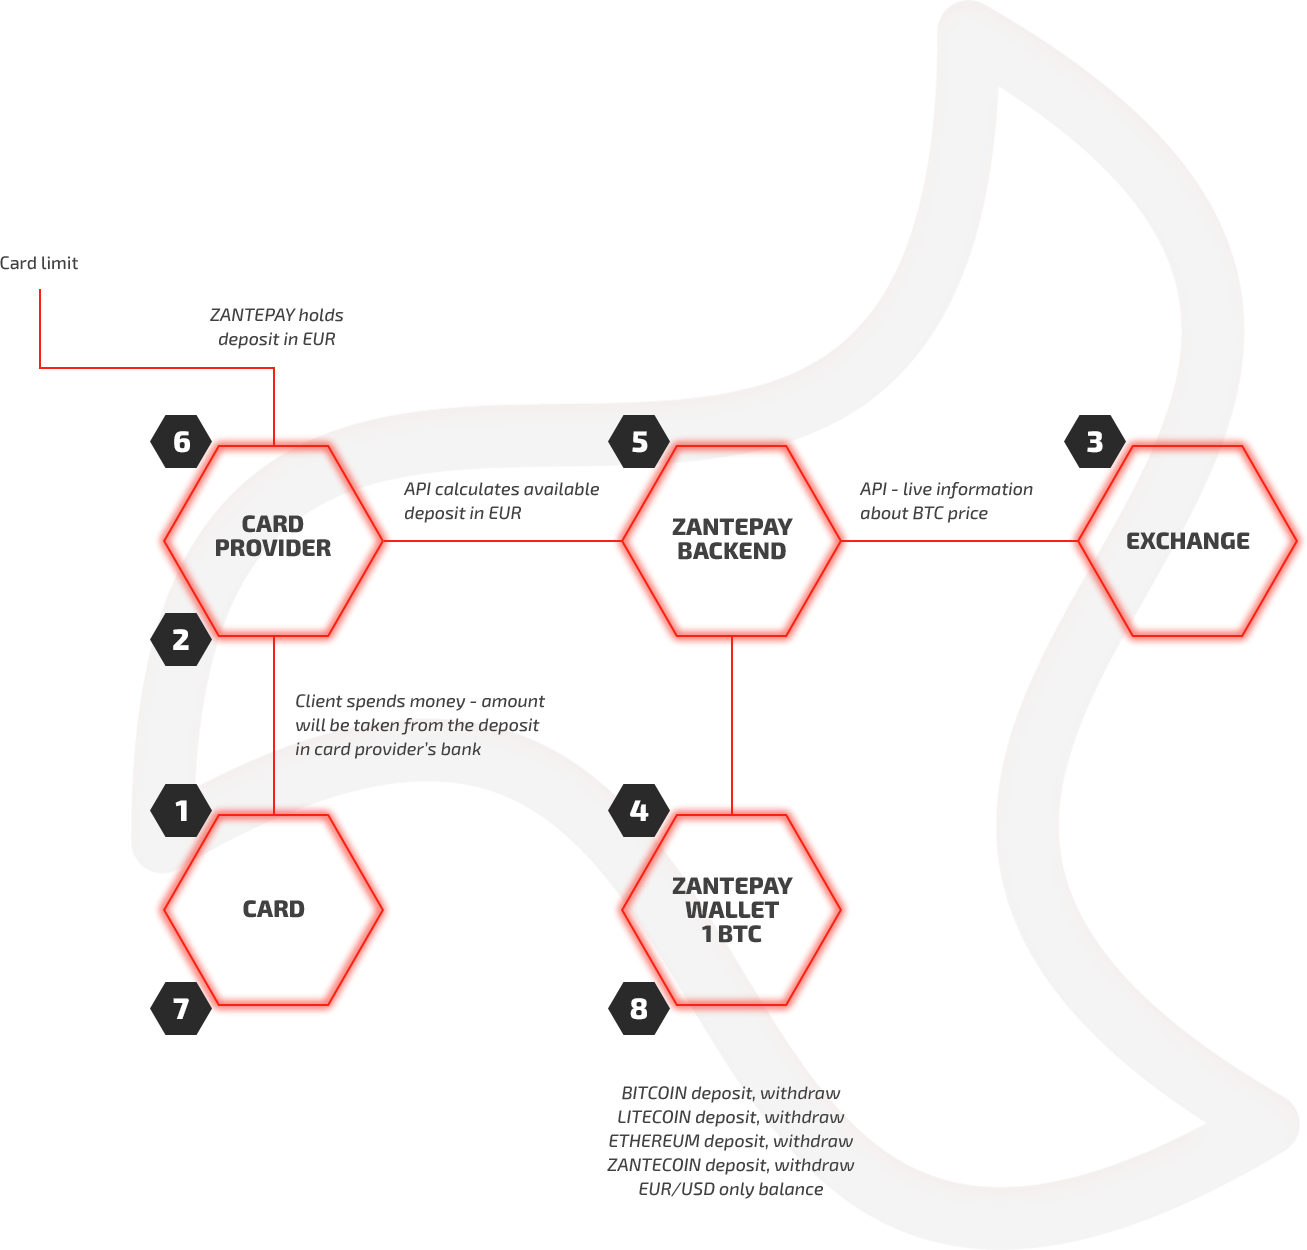 Card limit
ZANTEPAY holds
deposit in EUR
6
5
3
API calculates available
deposit in EUR
API - live information
about BTC price
CARD
PROVIDER
ZANTEPAY
BACKEND
EXCHANGE
2
Client spends money - amount
will be taken from the deposit
in card provider's bank
1
4
CARD
ZANTEPAY
WALLET
1 BTC
7
8
BITCOIN deposit, withdraw
LITECOIN deposit, withdraw
ETHEREUM deposit, withdraw
ZANTECOIN deposit, withdraw
EUR/USD only balance